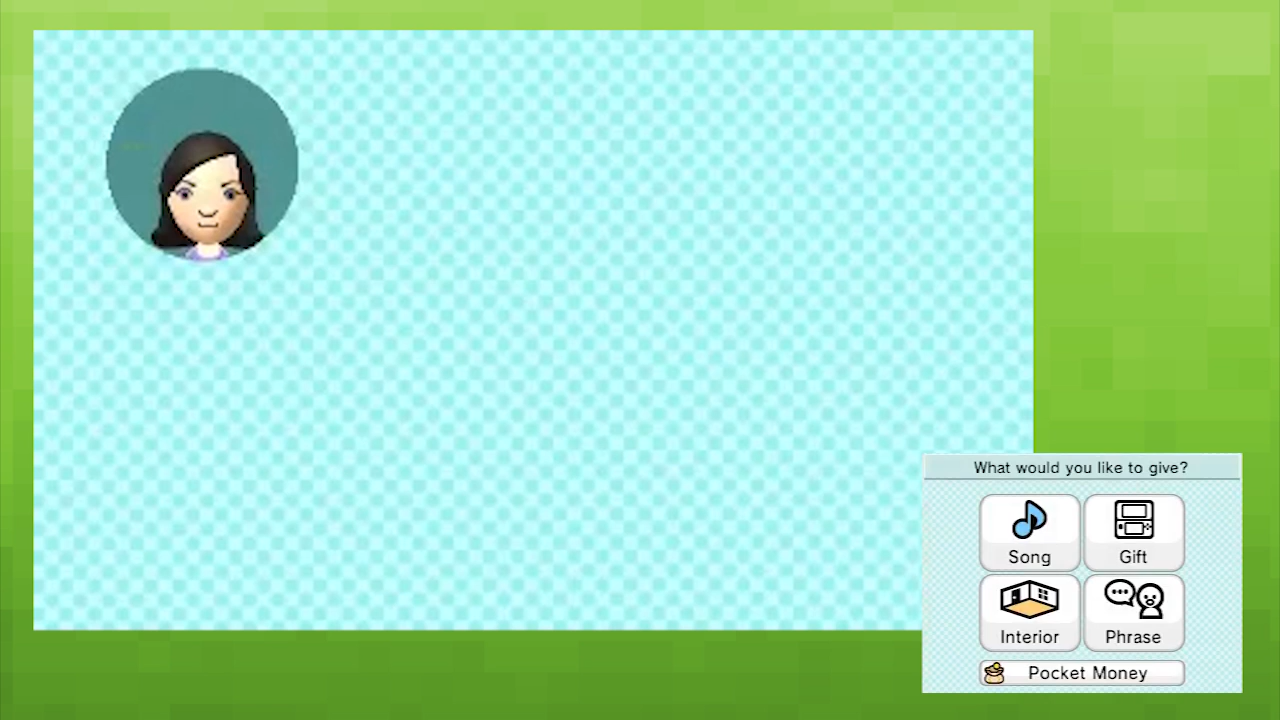 What would you like to give?
Song
Gift
Interior
Phrase
Pocket Money